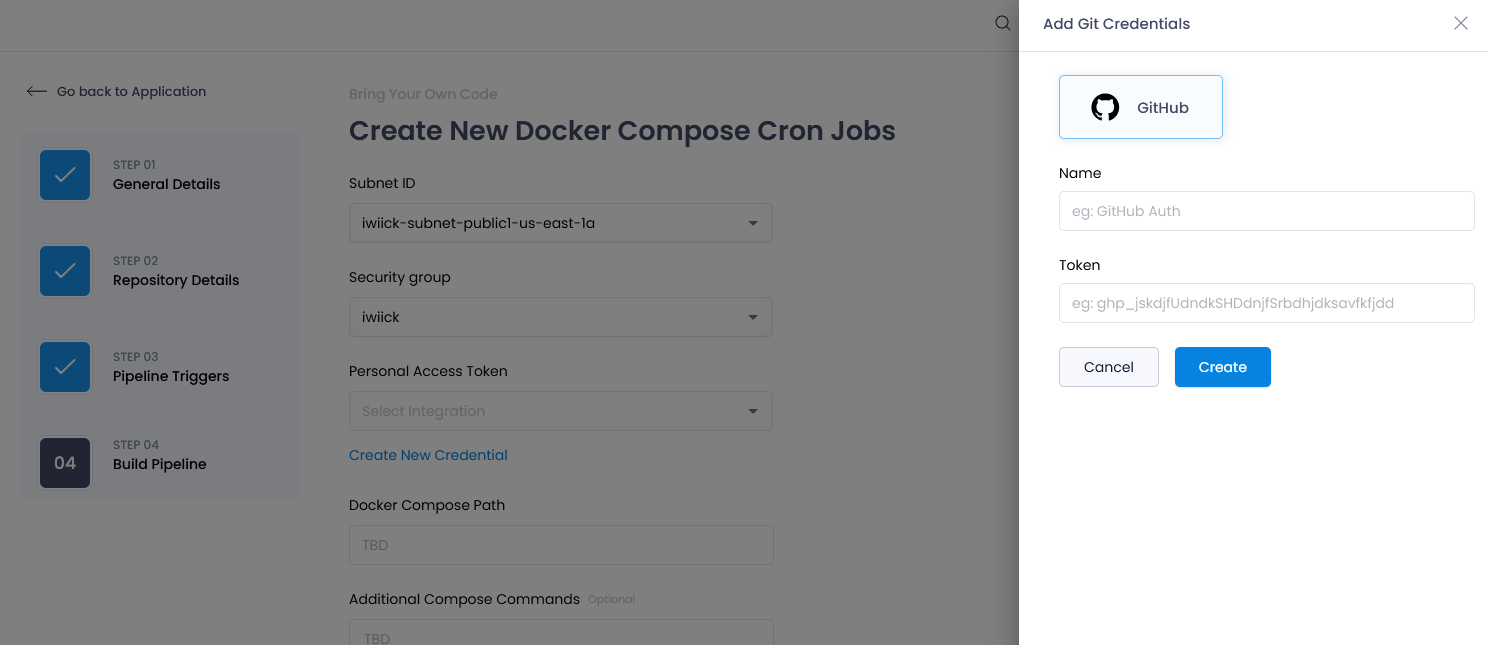 Go back to Application
STEP 01
General Details
STEP 02
Repository Details
STEP 03
Pipeline Triggers
04
STEP 04
Build Pipeline
Bring Your Own Code
Create New Docker Compose Cron Jobs
Subnet ID
iwiick-subnet-public1-us-east-1a
Security group
iwiick
Personal Access Token
Select Integration
Create New Credential
Docker Compose Path
TBD
Additional Compose Commands Optional
TBD
Add Git Credentials
GitHub
Name
eg: GitHub Auth
Token
eg: ghp_jskdjfUdndkSHDdnjfSrbdhjdksavfkfjdd
Cancel
Create